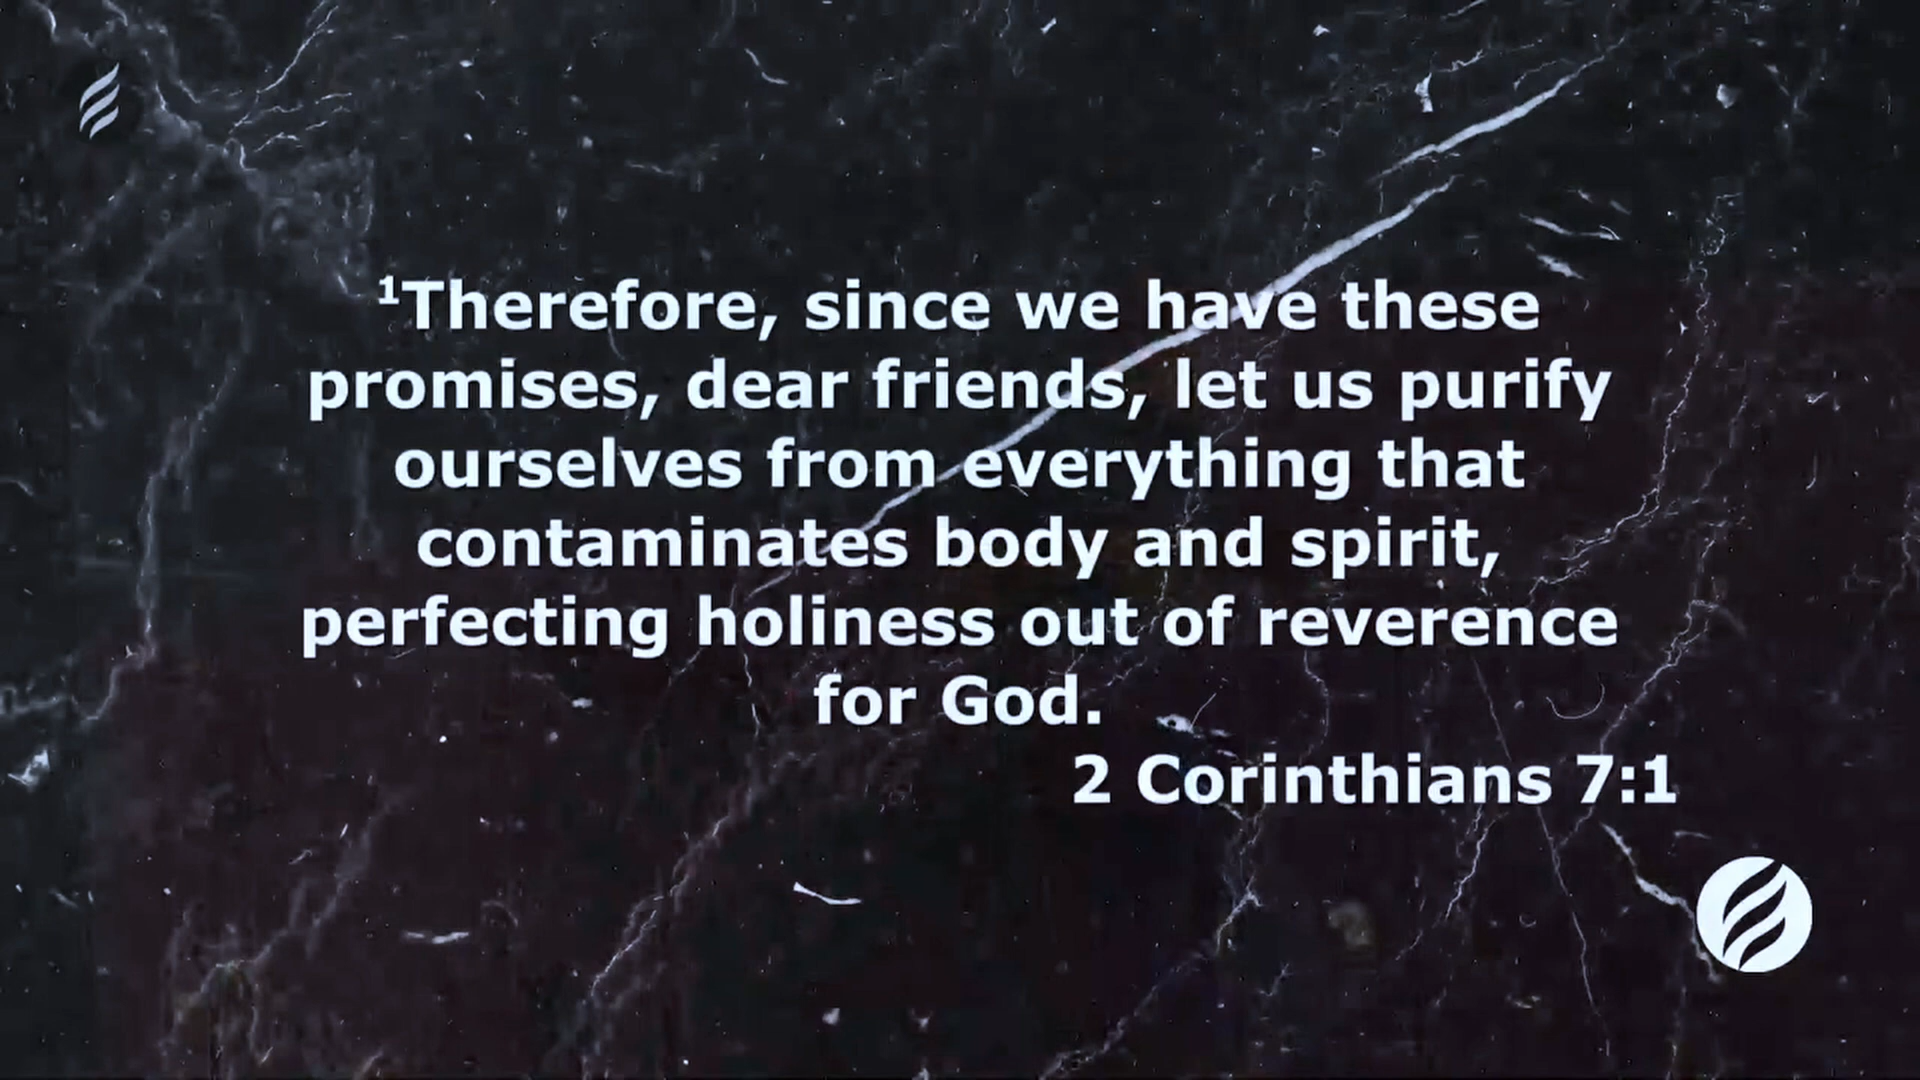 ¹Therefore, since we have these
promises, dear friends, let us purify
ourselves from everything that
contaminates body and spirit,
perfecting holiness out of reverence
for God.
2 Corinthians 7:1